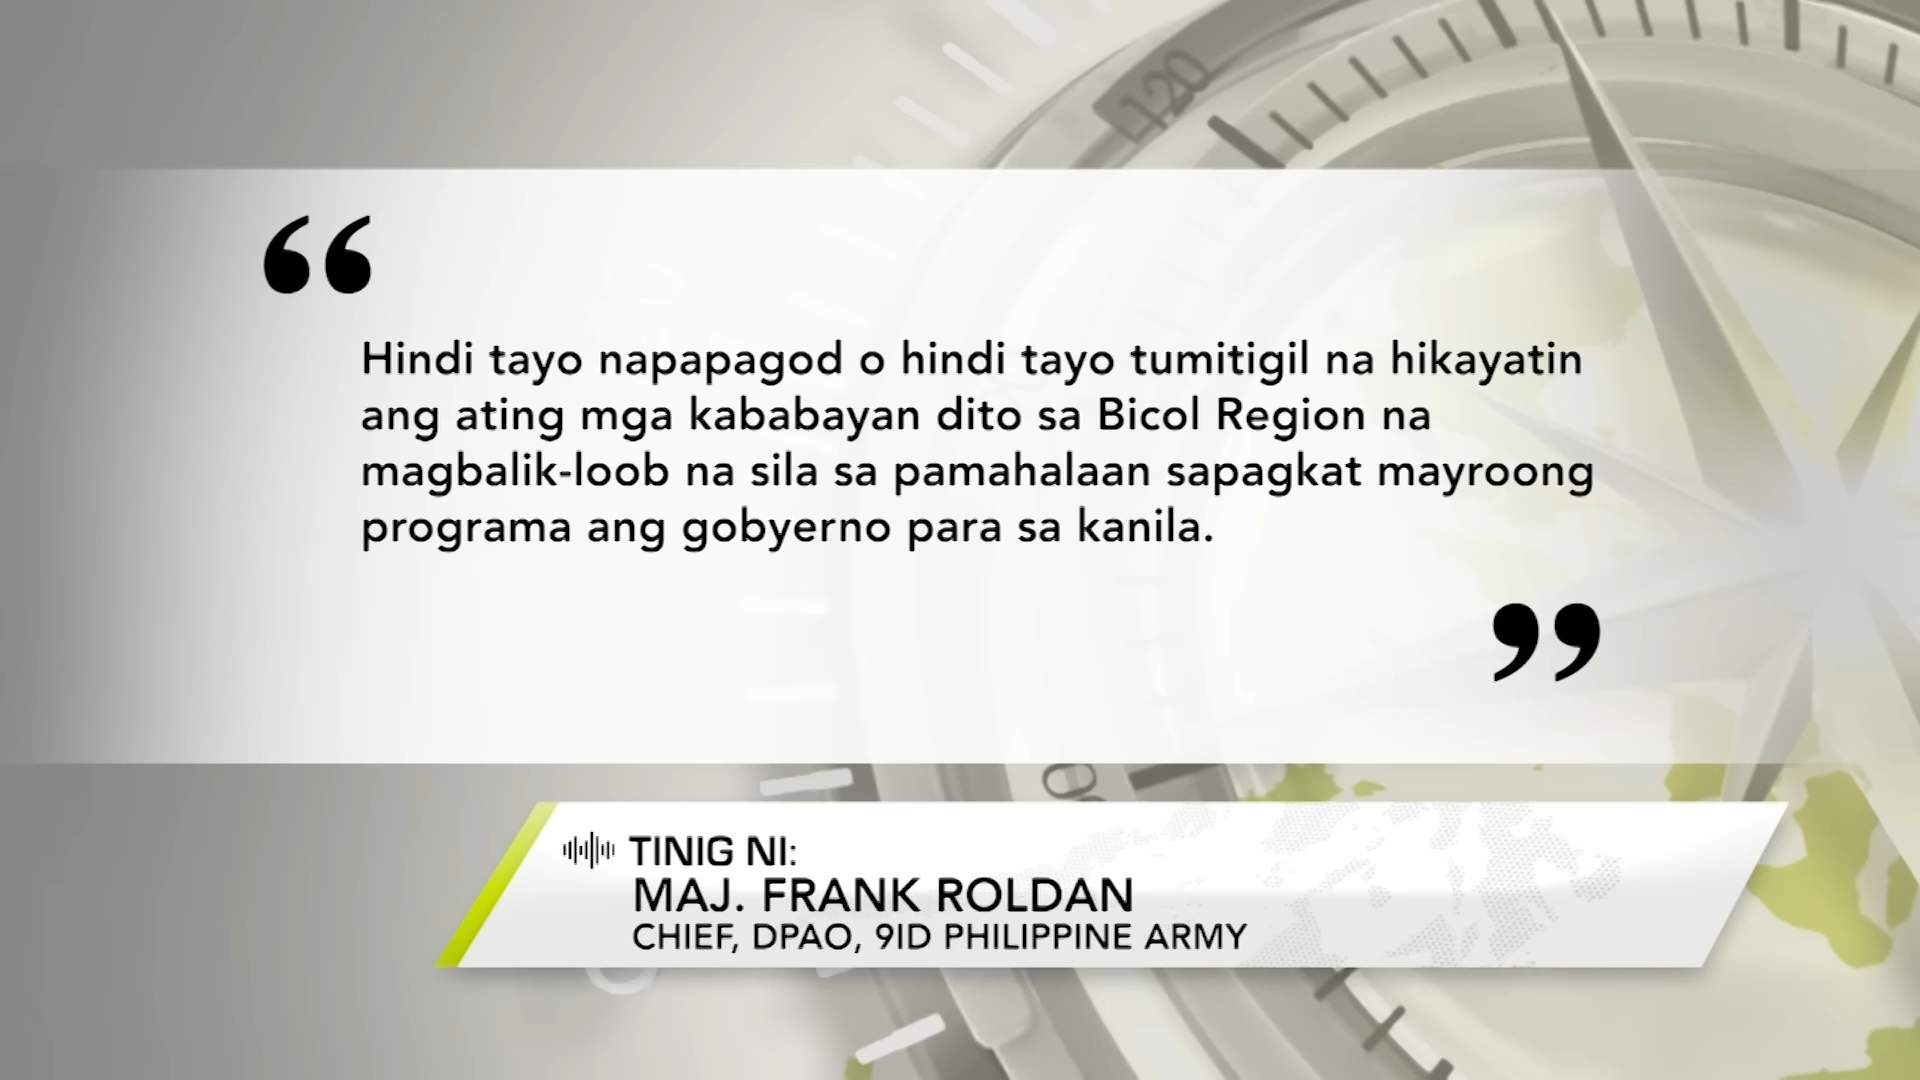 120
“
Hindi tayo napapagod o hindi tayo tumitigil na hikayatin
ang ating mga kababayan dito sa Bicol Region na
magbalik-loob na sila sa pamahalaan sapagkat mayroong
programa ang gobyerno para sa kanila.
”
TINIG NI:
MAJ. FRANK ROLDAN
CHIEF, DPAO, 9ID PHILIPPINE ARMY